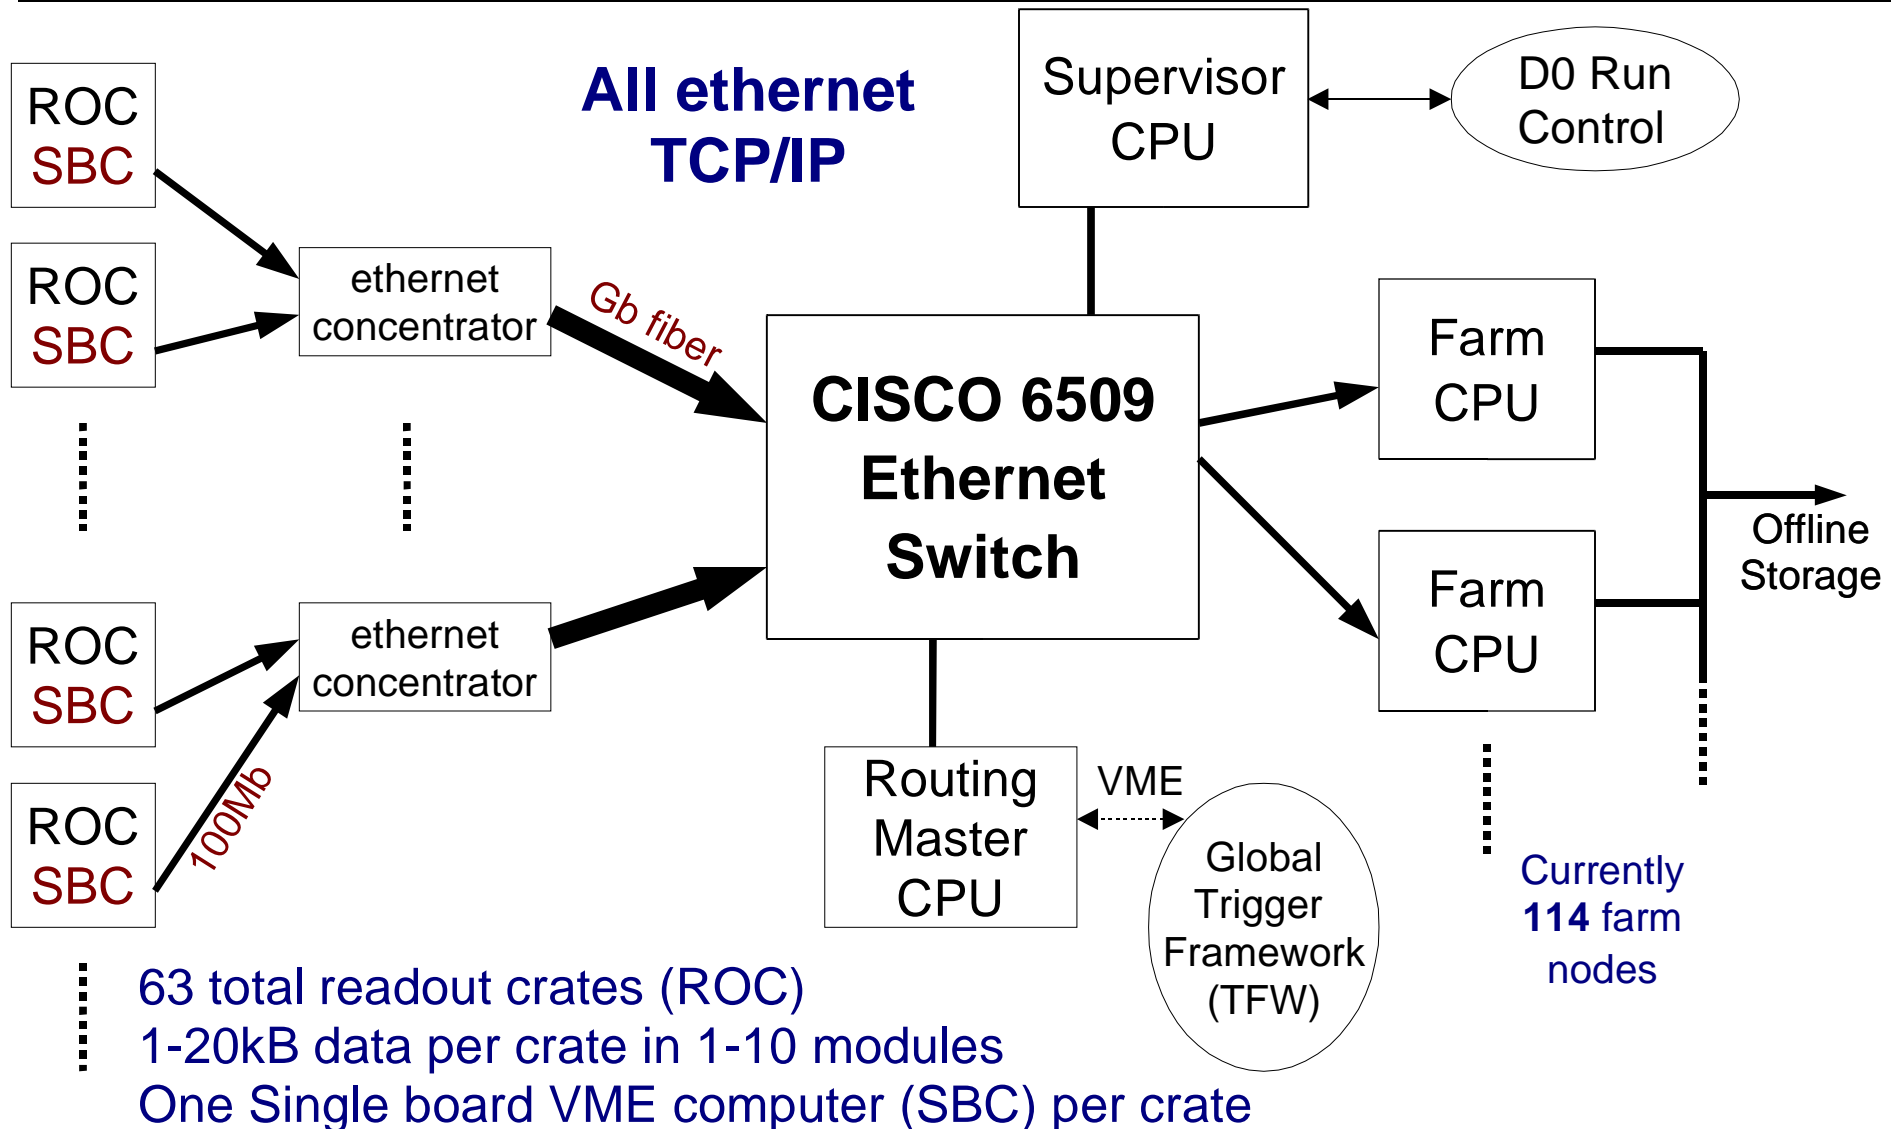 All ethernet
TCP/IP
ROC
SBC
ROC
SBC
ROC
SBC
ROC
SBC
100Mb
ethernet
concentrator
ethernet
concentrator
Gb fiber
Supervisor
CPU
D0 Run
Control
CISCO 6509
Ethernet
Switch
Routing
Master
CPU
VME
Global
Trigger
Framework
(TFW)
Farm
CPU
Farm
CPU
Offline
Storage
Currently
114 farm
nodes
63 total readout crates (ROC)
1-20kB data per crate in 1-10 modules
One Single board VME computer (SBC) per crate